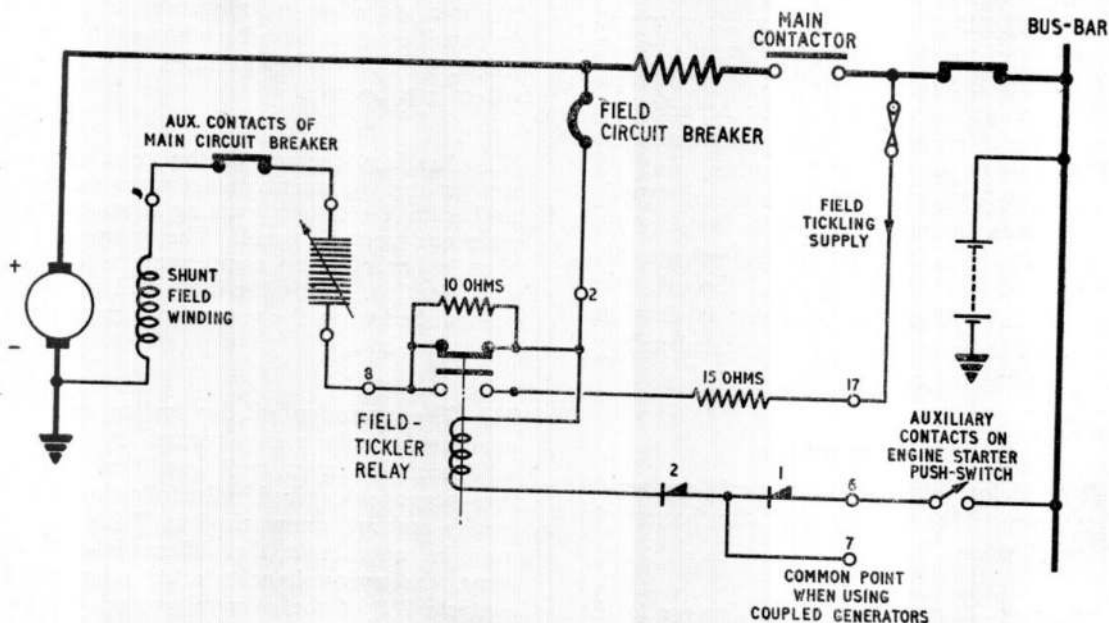 MAIN
CONTACTOR
BUS-BAR
FIELD
CIRCUIT BREAKER
AUX. CONTACTS OF
MAIN CIRCUIT BREAKER
FIELD
TICKLING
SUPPLY
+
SHUNT
FIELD
WINDING
10 OHMS
2
-
8
15 OHMS
17
FIELD-
TICKLER
RELAY
AUXILIARY
CONTACTS ON
ENGINE STARTER
PUSH-SWITCH
2
1
6
7
COMMON POINT
WHEN USING
COUPLED GENERATORS